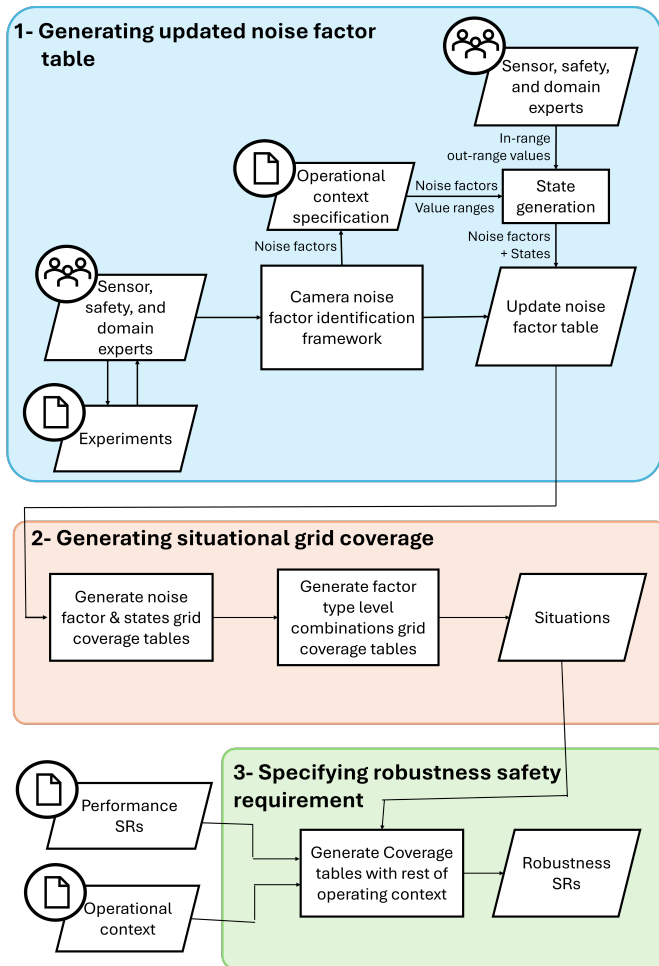 1- Generating updated noise factor
table
Sensor, safety,
and domain
experts
In-range
out-range values
Operational
context
specification
Noise factors
Value ranges
State
generation
Noise factors
Noise factors
+ States
Sensor,
safety, and
domain
experts
Camera noise
factor identification
framework
Update noise
factor table
Experiments
2- Generating situational grid coverage
Generate noise
factor & states grid
coverage tables
Generate factor
type level
combinations grid
coverage tables
Situations
3- Specifying robustness safety
requirement
Performance
SRs
Generate Coverage
tables with rest of
operating context
Robustness
SRs
Operational
context